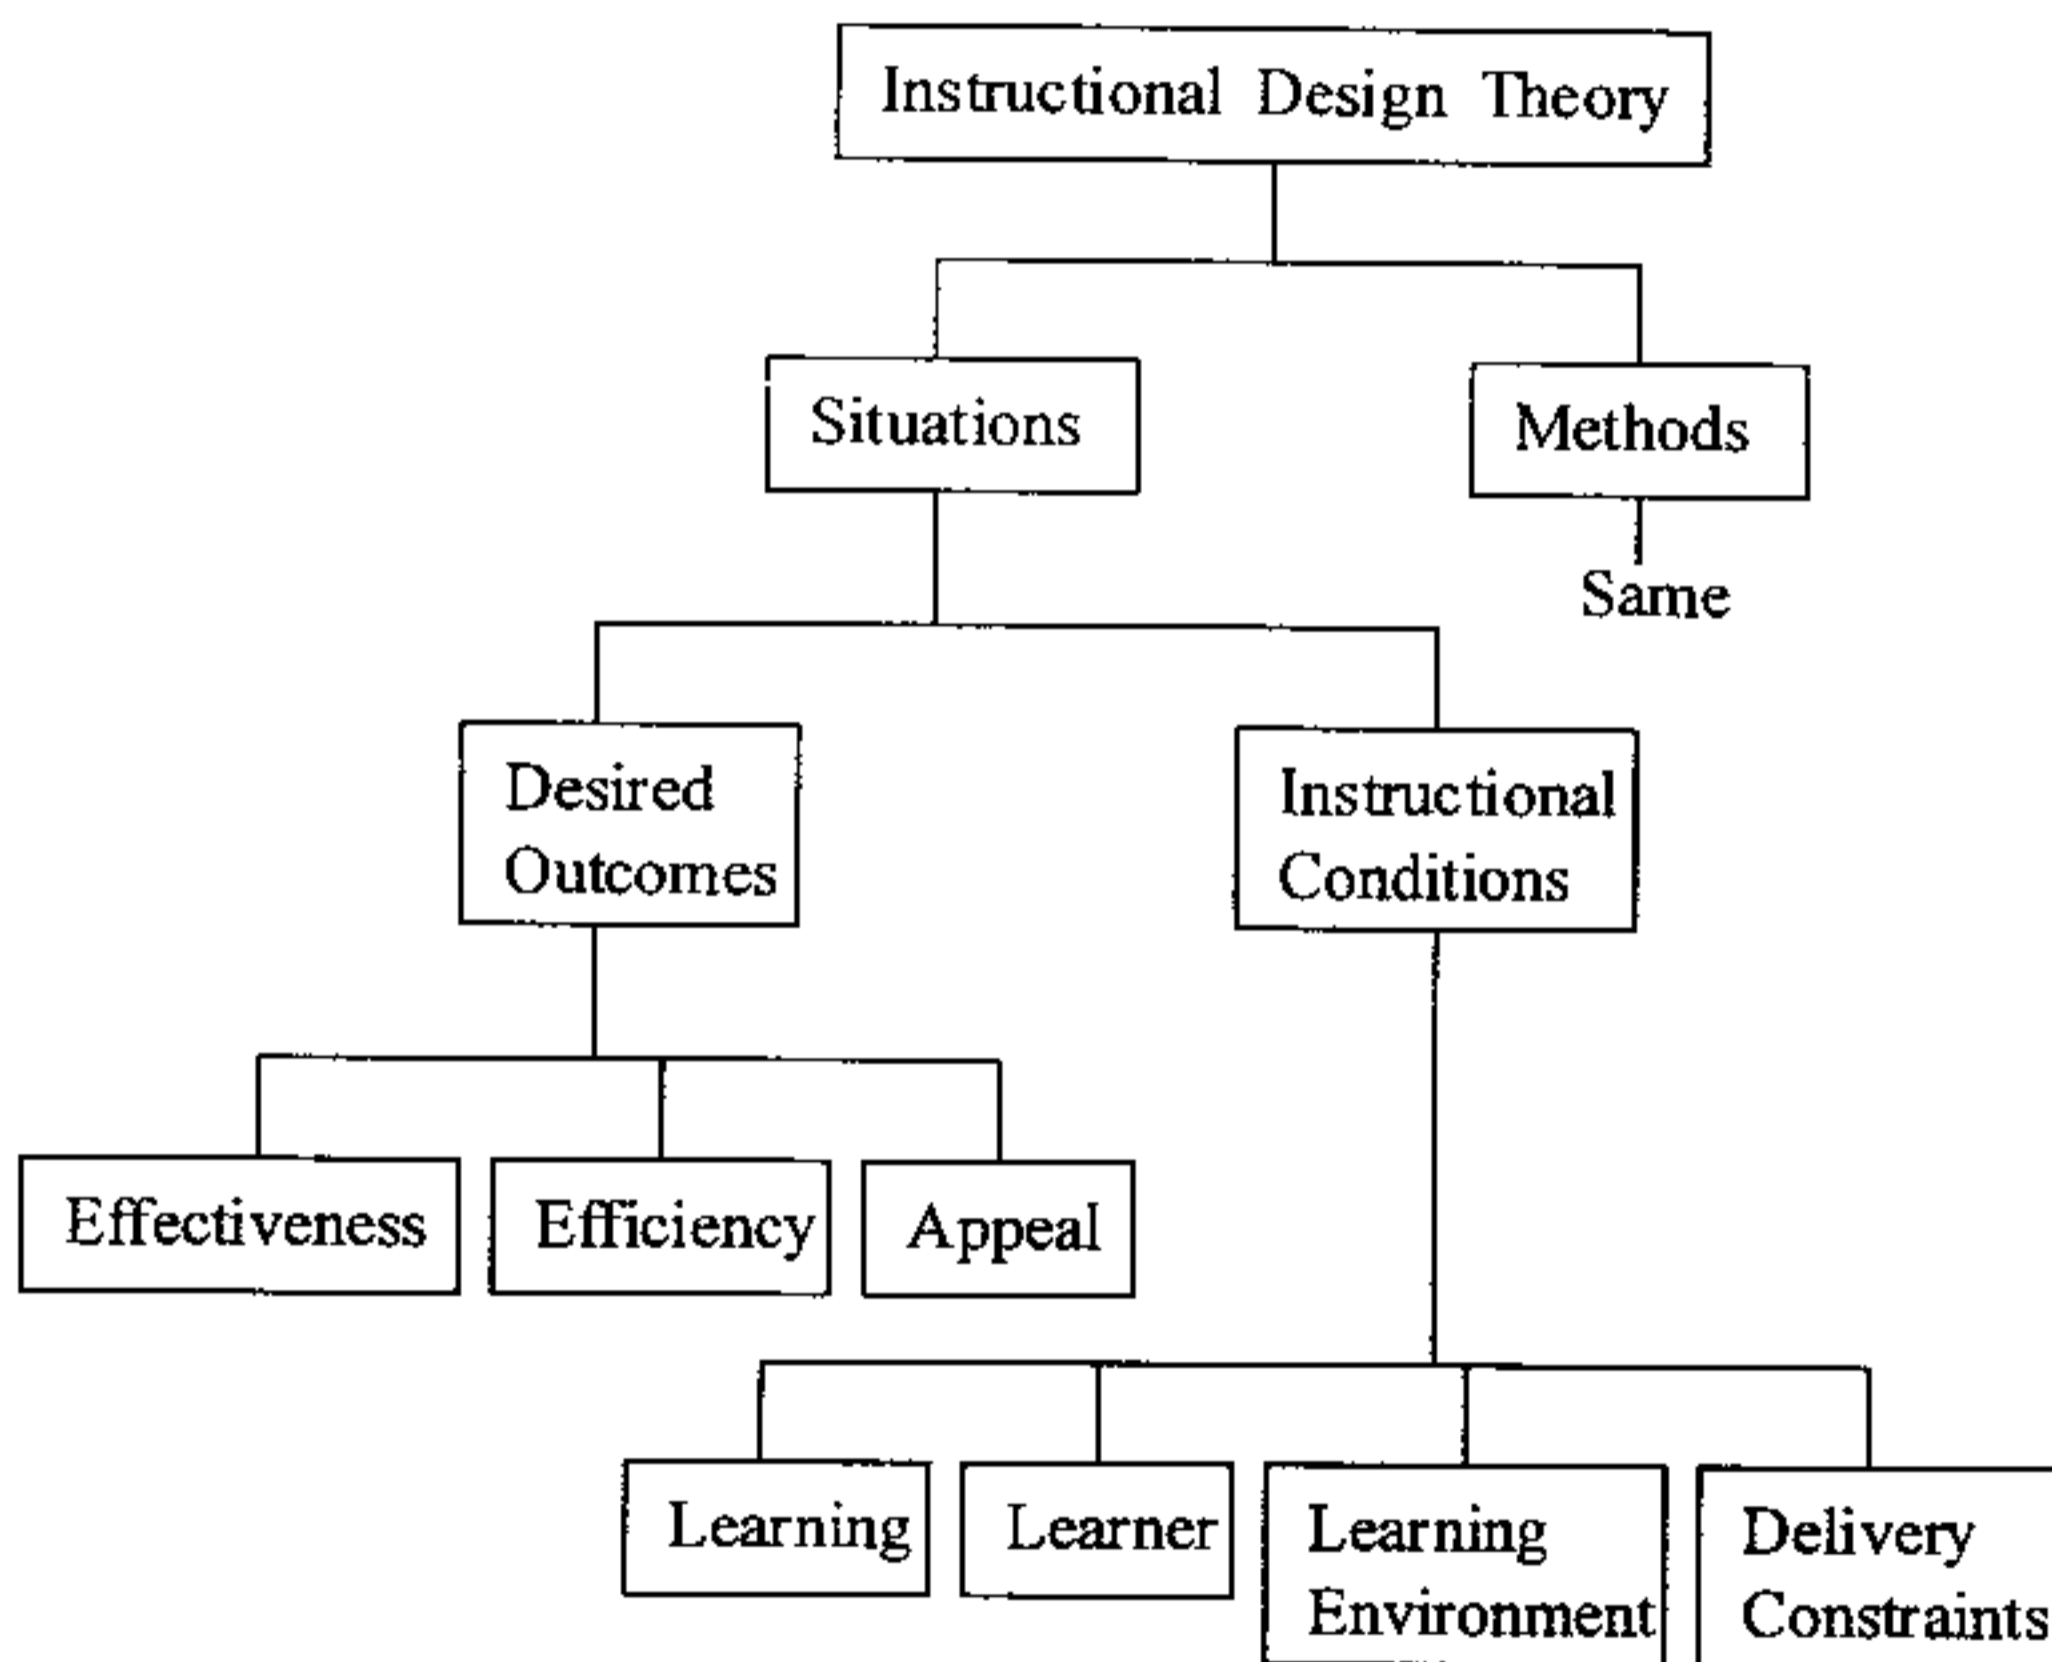 Instructional Design Theory
Situations
Methods
Same
Desired
Outcomes
Instructional
Conditions
Effectiveness
Efficiency
Appeal
Learning
Learner
Learning
Environment
Delivery
Constraints